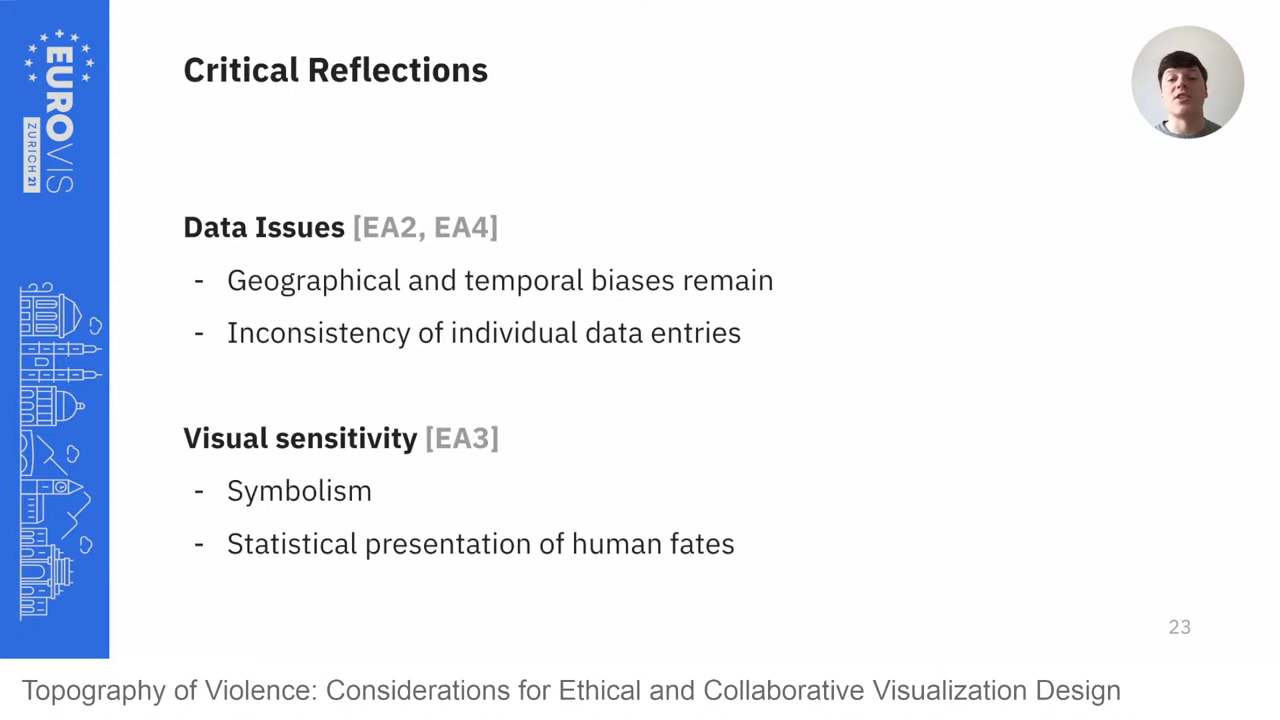 EUROVIS
ZURICH 21
Critical Reflections
Data Issues [EA2, EA4]
- Geographical and temporal biases remain
- Inconsistency of individual data entries
Visual sensitivity [EA3]
- Symbolism
- Statistical presentation of human fates
23
Topography of Violence: Considerations for Ethical and Collaborative Visualization Design